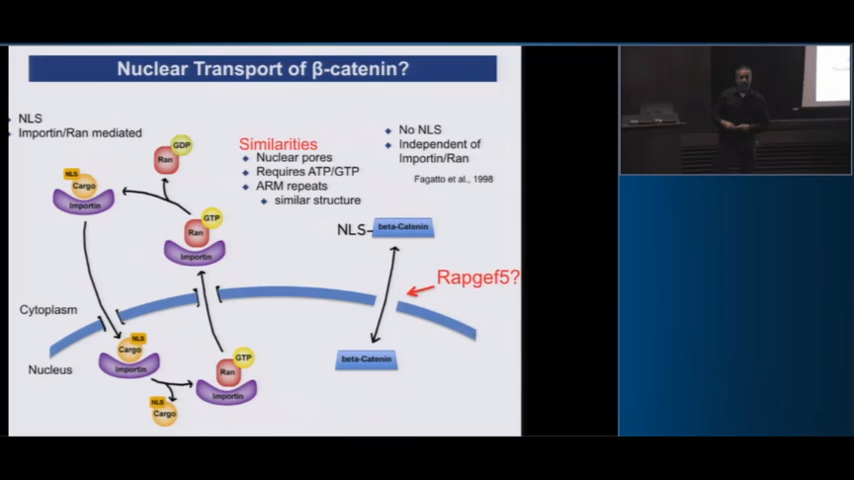 Nuclear Transport of β-catenin?
NLS
Importin/Ran mediated
Similarities
Nuclear pores
Requires ATP/GTP
ARM repeats
similar structure
No NLS
Independent of
Importin/Ran
Fagatto et al., 1998
GDP
Ran
NLS
Cargo
Importin
GTP
Ran
Importin
NLS-
beta-Catenin
Rapgef5?
Cytoplasm
Nucleus
NLS
Cargo
Importin
GTP
Ran
Importin
NLS
Cargo
beta-Catenin